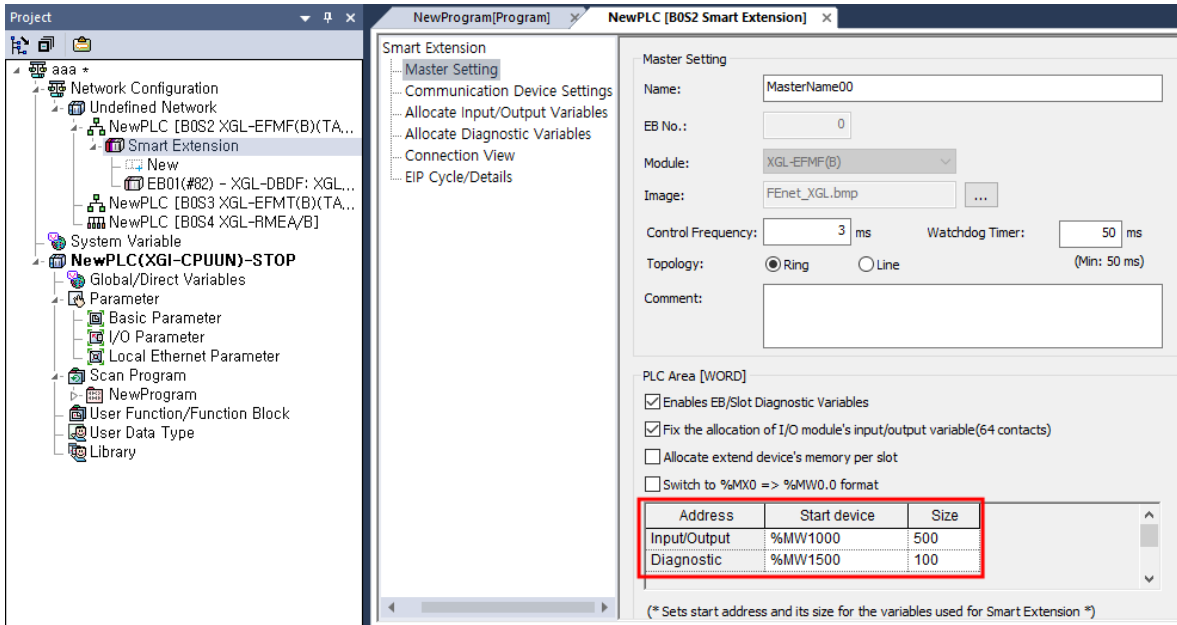 Project
NewProgram[Program]
NewPLC [B0S2 Smart Extension]
aaa *
Network Configuration
Undefined Network
NewPLC [B0S2 XGL-EFMF(B)(TA...
Smart Extension
New
EB01(#82) - XGL-DBDF: XGL...
NewPLC [B0S3 XGL-EFMT(B)(TA...
NewPLC [B0S4 XGL-RMEA/B]
System Variable
NewPLC(XGI-CPUUN)-STOP
Global/Direct Variables
Parameter
Basic Parameter
I/O Parameter
Local Ethernet Parameter
Scan Program
NewProgram
User Function/Function Block
User Data Type
Library
Smart Extension
Master Setting
Communication Device Settings
Allocate Input/Output Variables
Allocate Diagnostic Variables
Connection View
EIP Cycle/Details
Master Setting
Name: MasterName00
EB No.: 0
Module: XGL-EFMF(B)
Image: FEnet_XGL.bmp ...
Control Frequency: 3 ms Watchdog Timer: 50 ms
Topology: Ring Line (Min: 50 ms)
Comment:
PLC Area [WORD]
Enables EB/Slot Diagnostic Variables
Fix the allocation of I/O module's input/output variable(64 contacts)
Allocate extend device's memory per slot
Switch to %MX0 => %MW0.0 format
Address Start device Size
Input/Output %MW1000 500
Diagnostic %MW1500 100
(* Sets start address and its size for the variables used for Smart Extension *)